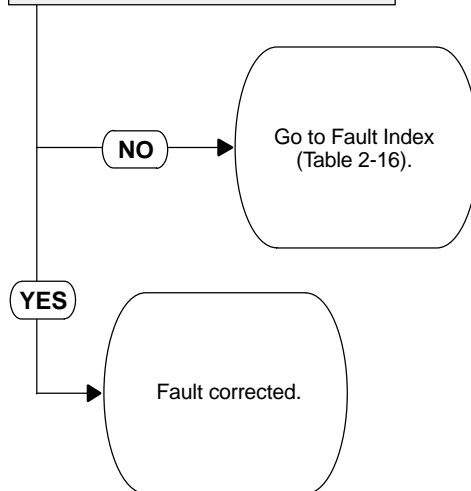 NO
Go to Fault Index
(Table 2-16).
YES
Fault corrected.